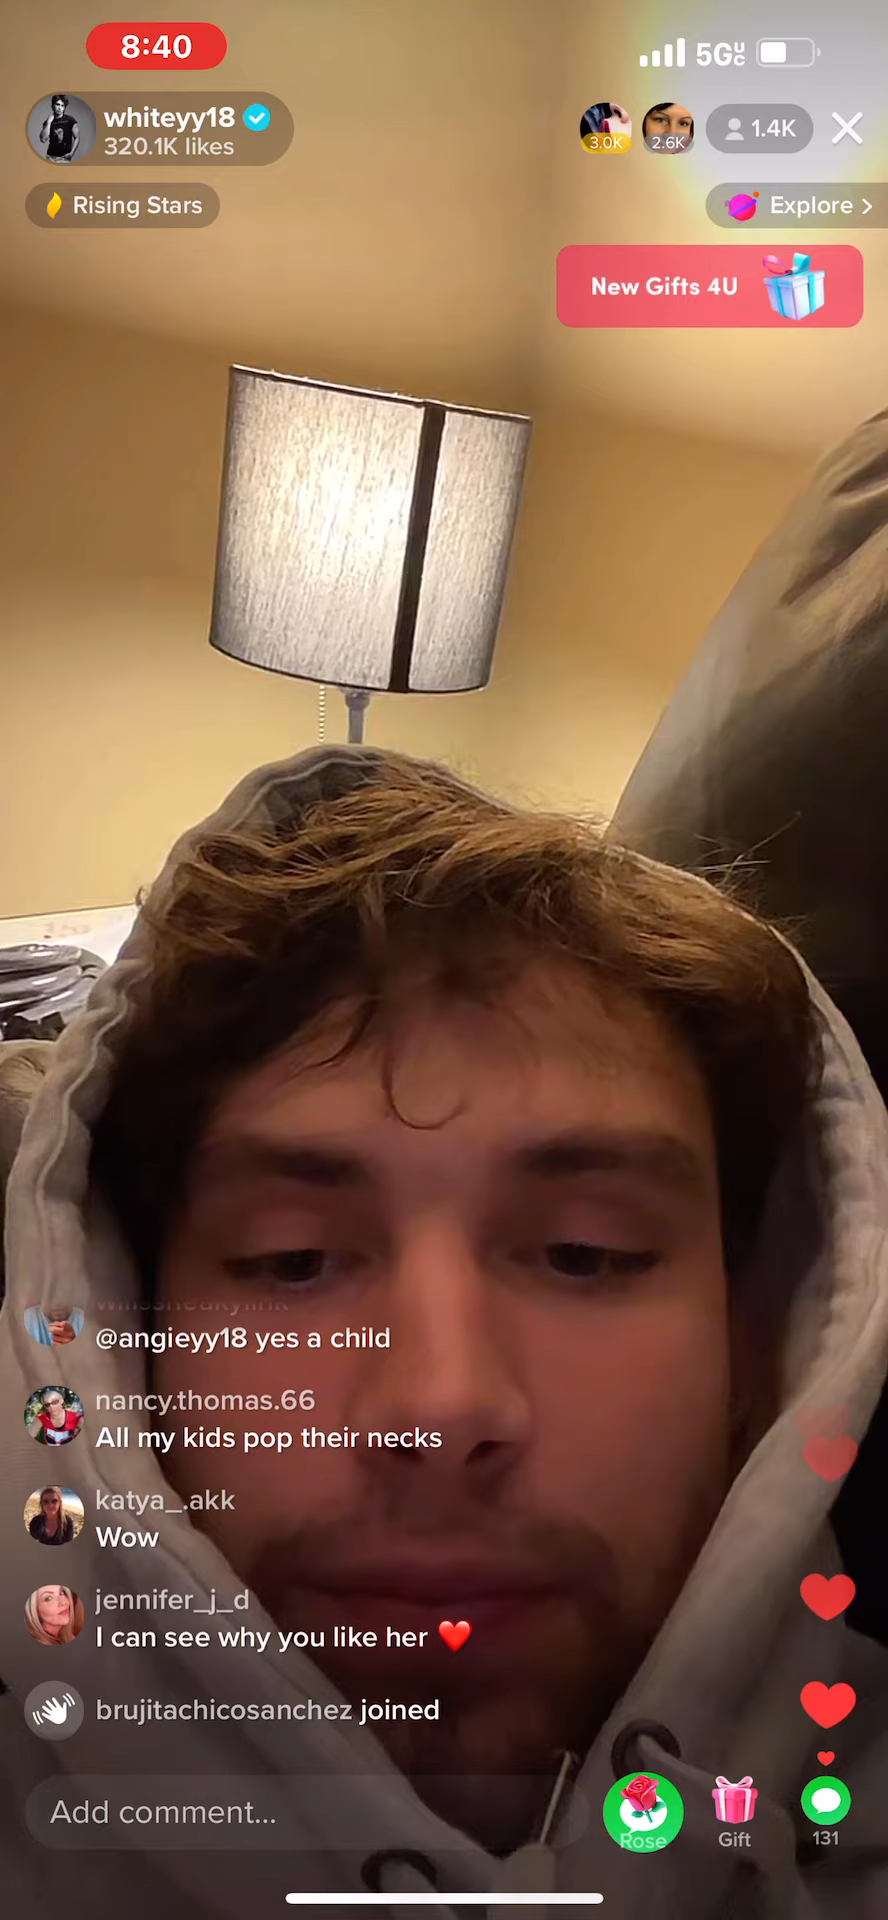 8:40
5G UC
whiteyy18
320.1K likes
3.0K
2.6K
1.4K
Rising Stars
Explore >
New Gifts 4U
@angieyy18 yes a child
nancy.thomas.66
All my kids pop their necks
katya_.akk
Wow
jennifer_j_d
I can see why you like her ❤️
brujitachicosanchez joined
Add comment...
Rose
Gift
131